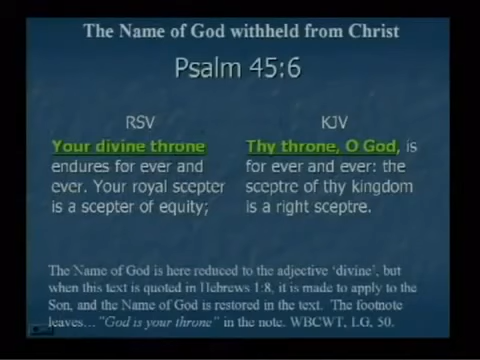 The Name of God withheld from Christ
Psalm 45:6
RSV
Your divine throne
endures for ever and
ever. Your royal scepter
is a scepter of equity;
KJV
Thy throne, O God, is
for ever and ever: the
sceptre of thy kingdom
is a right sceptre.
The Name of God is here reduced to the adjective ‘divine’, but
when this text is quoted in Hebrews 1:8, it is made to apply to the
Son, and the Name of God is restored in the text. The footnote
leaves…"God is your throne" in the note. WBCWT, LG, 50.